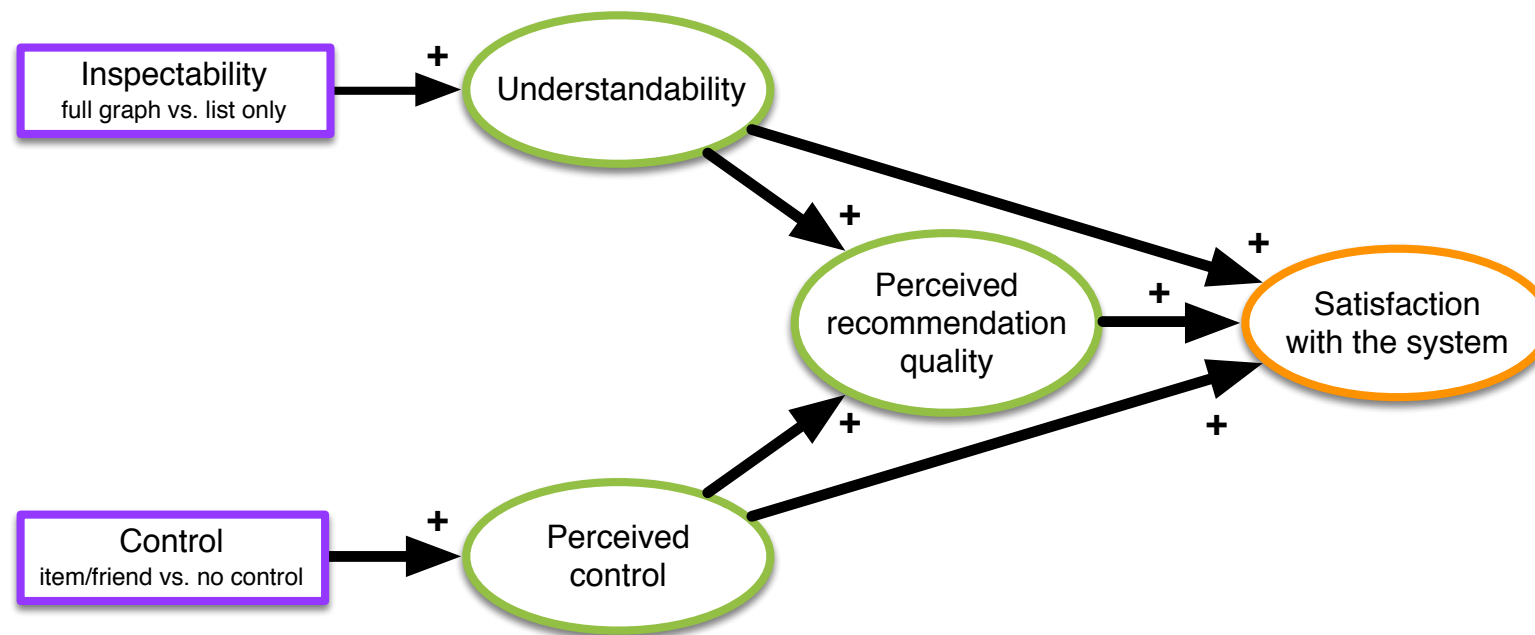 Inspectability
full graph vs. list only
+
Understandability
+
+
Perceived
recommendation
quality
+
Satisfaction
with the system
+
+
Control
item/friend vs. no control
+
Perceived
control